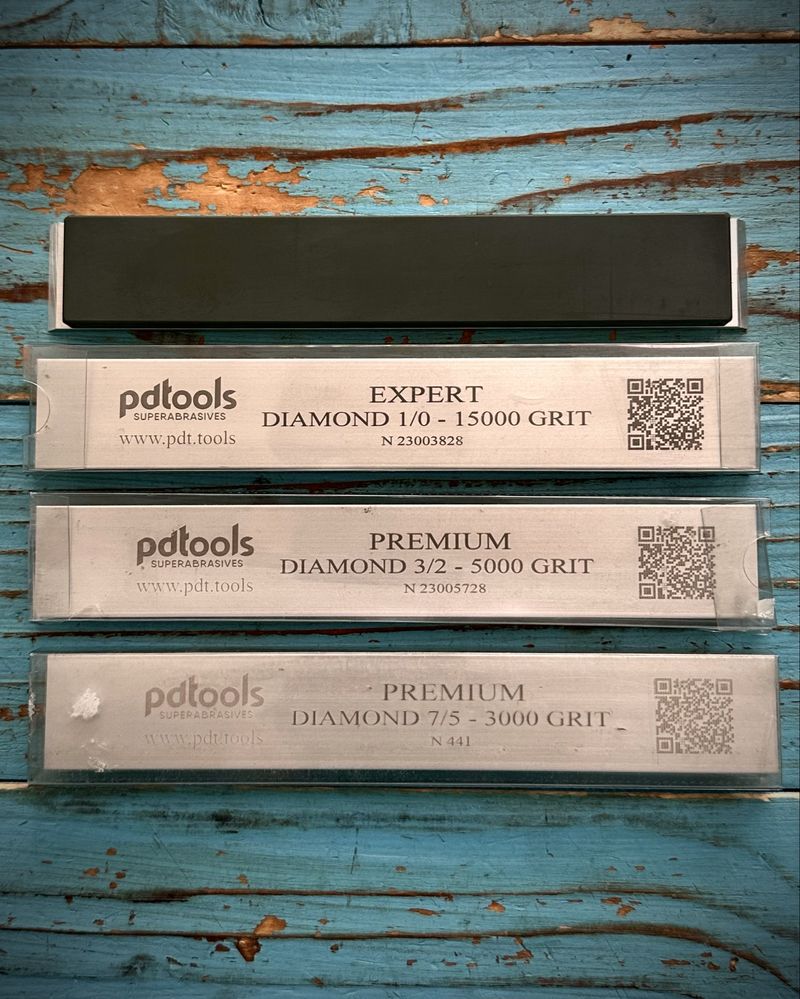 pdtools
SUPERABRASIVES
www.pdt.tools
EXPERT
DIAMOND 1/0 - 15000 GRIT
N 23003828
pdtools
SUPERABRASIVES
www.pdt.tools
PREMIUM
DIAMOND 3/2 - 5000 GRIT
N 23005728
pdtools
SUPERABRASIVES
www.pdt.tools
PREMIUM
DIAMOND 7/5 - 3000 GRIT
N 441